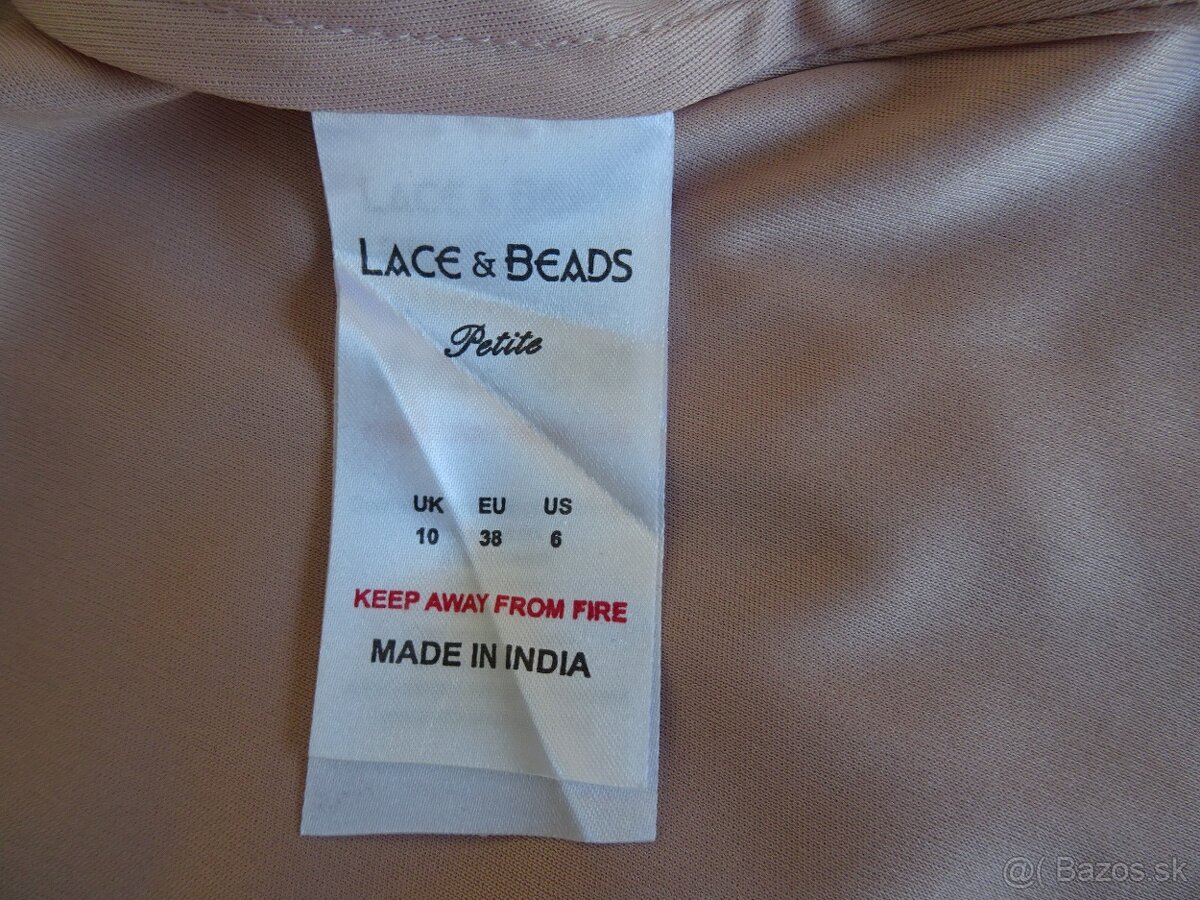 LACE & BEADS
Petite
UK EU US
10 38 6
KEEP AWAY FROM FIRE
MADE IN INDIA
@( Bazos.sk